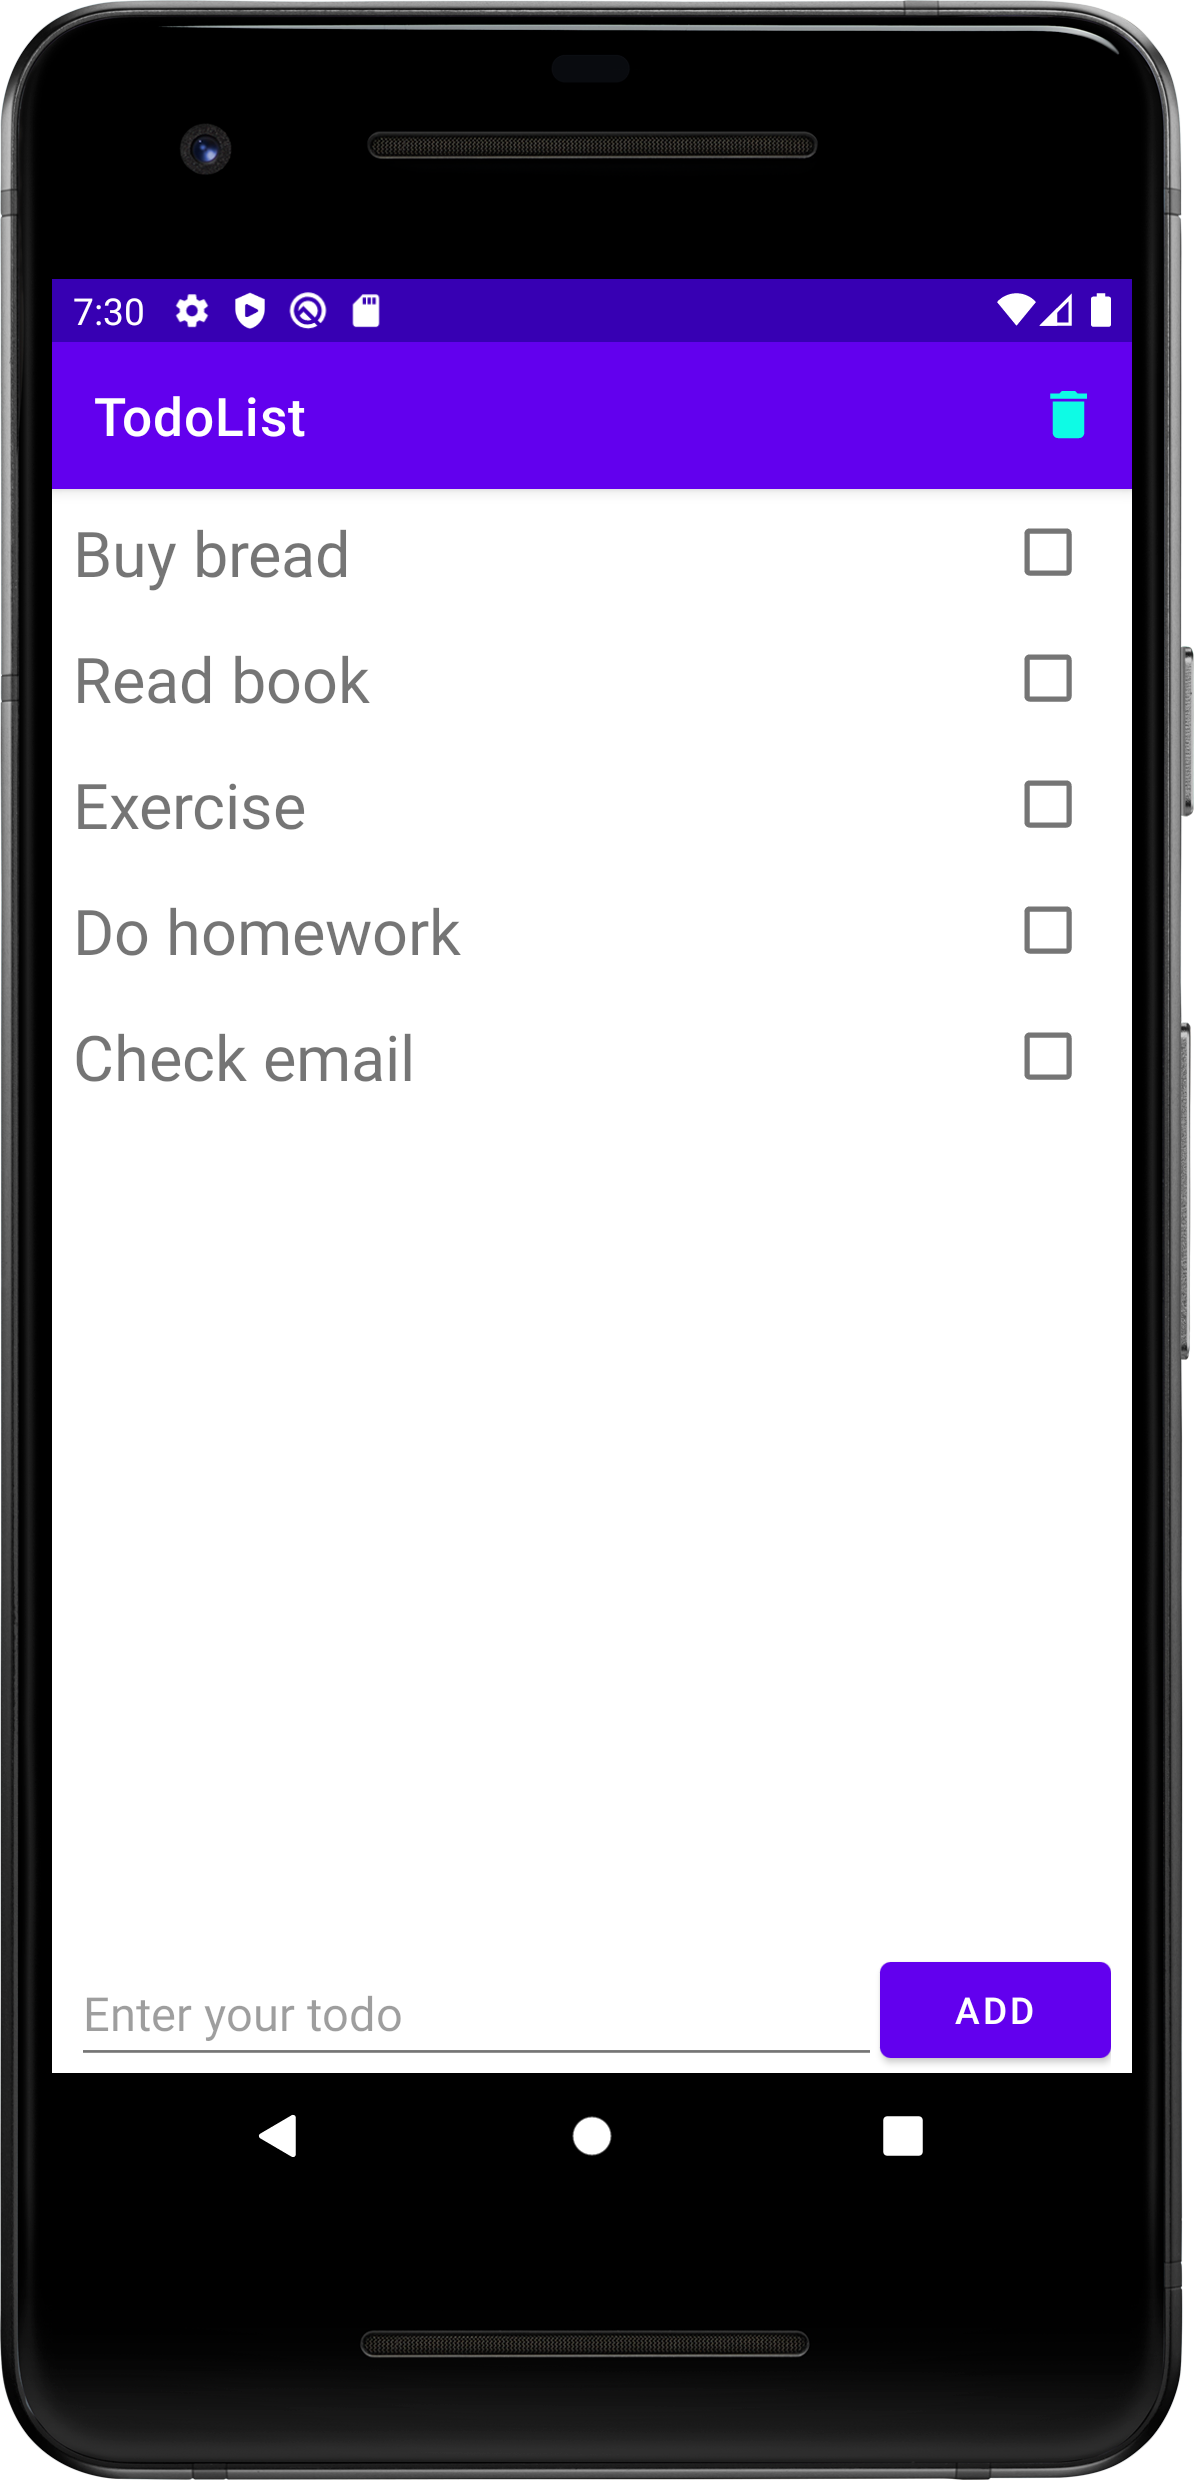 7:30
TodoList
Buy bread
Read book
Exercise
Do homework
Check email
Enter your todo
ADD